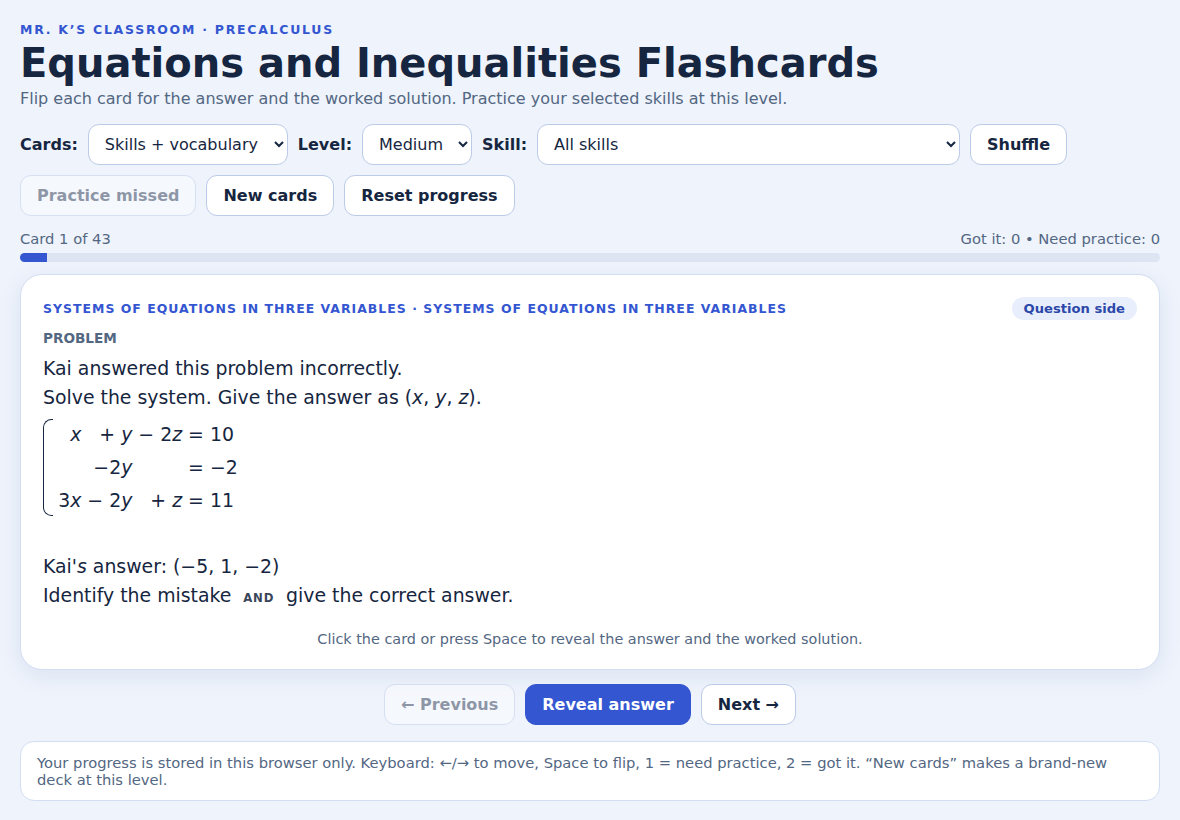 MR. K’S CLASSROOM · PRECALCULUS
Equations and Inequalities Flashcards
Flip each card for the answer and the worked solution. Practice your selected skills at this level.
Cards: Skills + vocabulary Level: Medium Skill: All skills Shuffle
Practice missed New cards Reset progress
Card 1 of 43 Got it: 0 • Need practice: 0
SYSTEMS OF EQUATIONS IN THREE VARIABLES · SYSTEMS OF EQUATIONS IN THREE VARIABLES Question side
PROBLEM
Kai answered this problem incorrectly.
Solve the system. Give the answer as (x, y, z).
x + y − 2z = 10
−2y = −2
3x − 2y + z = 11
Kai's answer: (−5, 1, −2)
Identify the mistake AND give the correct answer.
Click the card or press Space to reveal the answer and the worked solution.
← Previous Reveal answer Next →
Your progress is stored in this browser only. Keyboard: ←/→ to move, Space to flip, 1 = need practice, 2 = got it. “New cards” makes a brand-new
deck at this level.